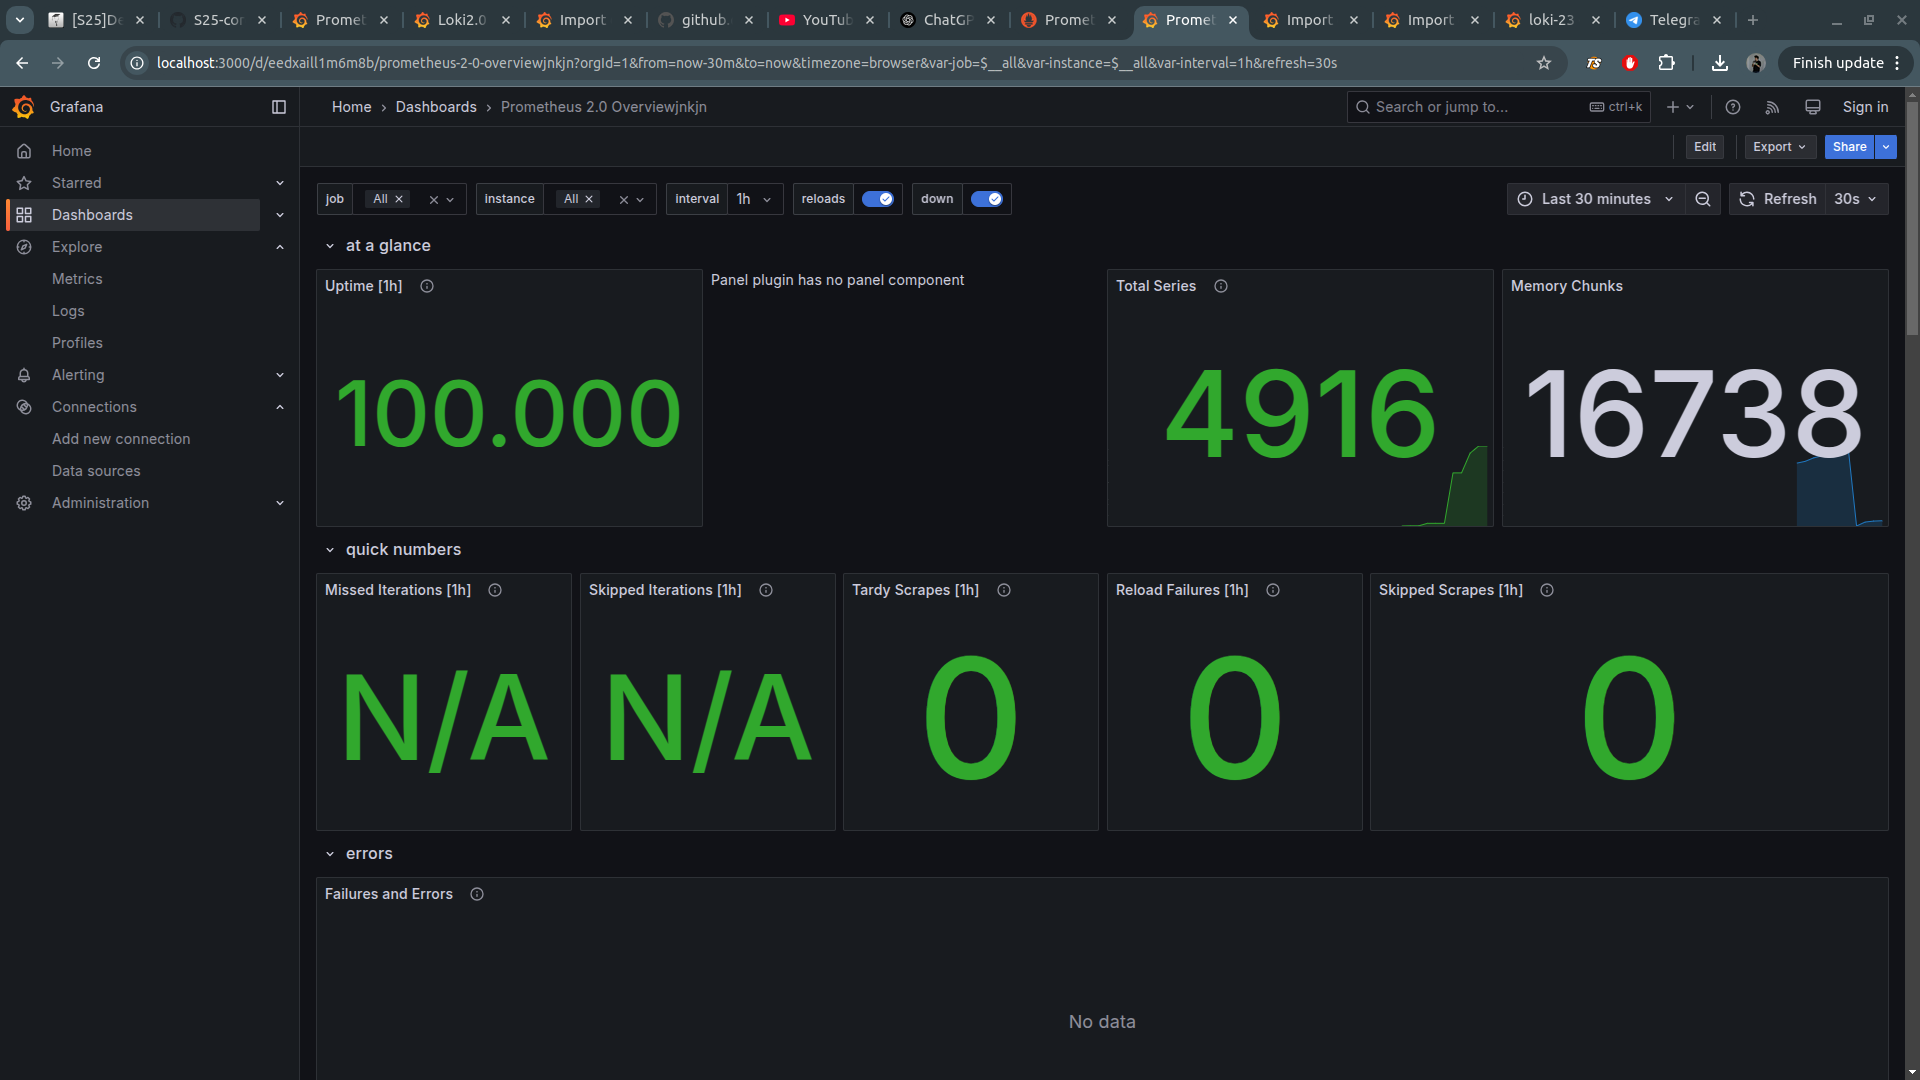 [S25]De
S25-cor
Promet
Loki2.0
Import
github.
YouTub
ChatGP
Promet
Promet
Import
Import
loki-23
Telegra
localhost:3000/d/eedxaill1m6m8b/prometheus-2-0-overviewjnkjn?orgId=1&from=now-30m&to=now&timezone=browser&var-job=$__all&var-instance=$__all&var-interval=1h&refresh=30s
Finish update
Grafana
Home › Dashboards › Prometheus 2.0 Overviewjnkjn
Search or jump to...
ctrl+k
Sign in
Edit
Export
Share
Home
Starred
Dashboards
Explore
Metrics
Logs
Profiles
Alerting
Connections
Add new connection
Data sources
Administration
job
All
Instance
All
interval
1h
reloads
down
Last 30 minutes
Refresh
30s
at a glance
Uptime [1h]
100.000
Panel plugin has no panel component
Total Series
4916
Memory Chunks
16738
quick numbers
Missed Iterations [1h]
N/A
Skipped Iterations [1h]
N/A
Tardy Scrapes [1h]
0
Reload Failures [1h]
0
Skipped Scrapes [1h]
0
errors
Failures and Errors
No data